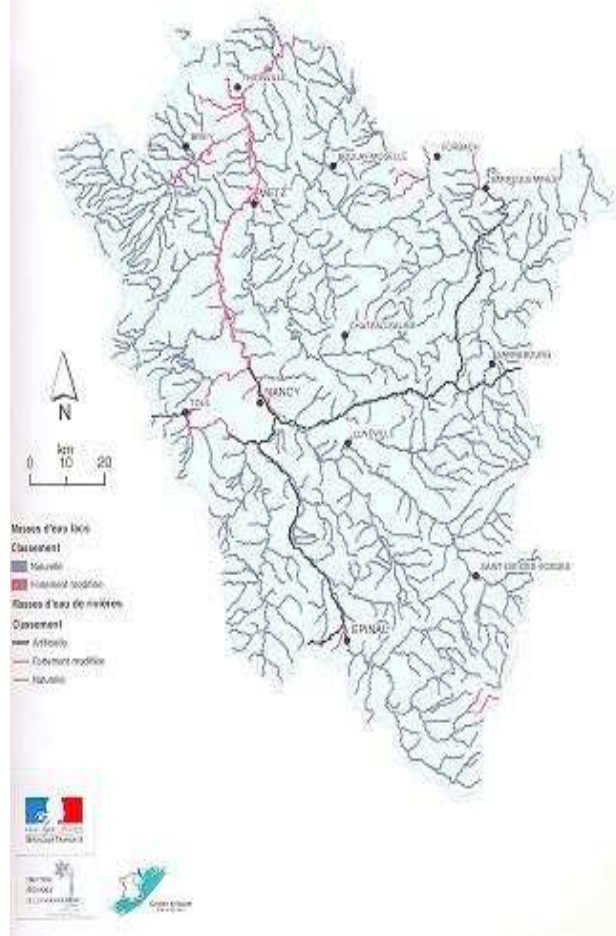 THIONVILLE
BRIEY
BOULAY-MOSELLE
FORBACH
SARREGUEMINES
METZ
CHATEAU-SALINS
SARREBOURG
NANCY
TOUL
LUNEVILLE
N
km
0 10 20
Masses d'eau lacs
Classement
Naturelle
Fortement modifiée
Masses d'eau de rivières
Classement
Artificielle
Fortement modifiée
Naturelle
SAINT-DIE-DES-VOSGES
EPINAL